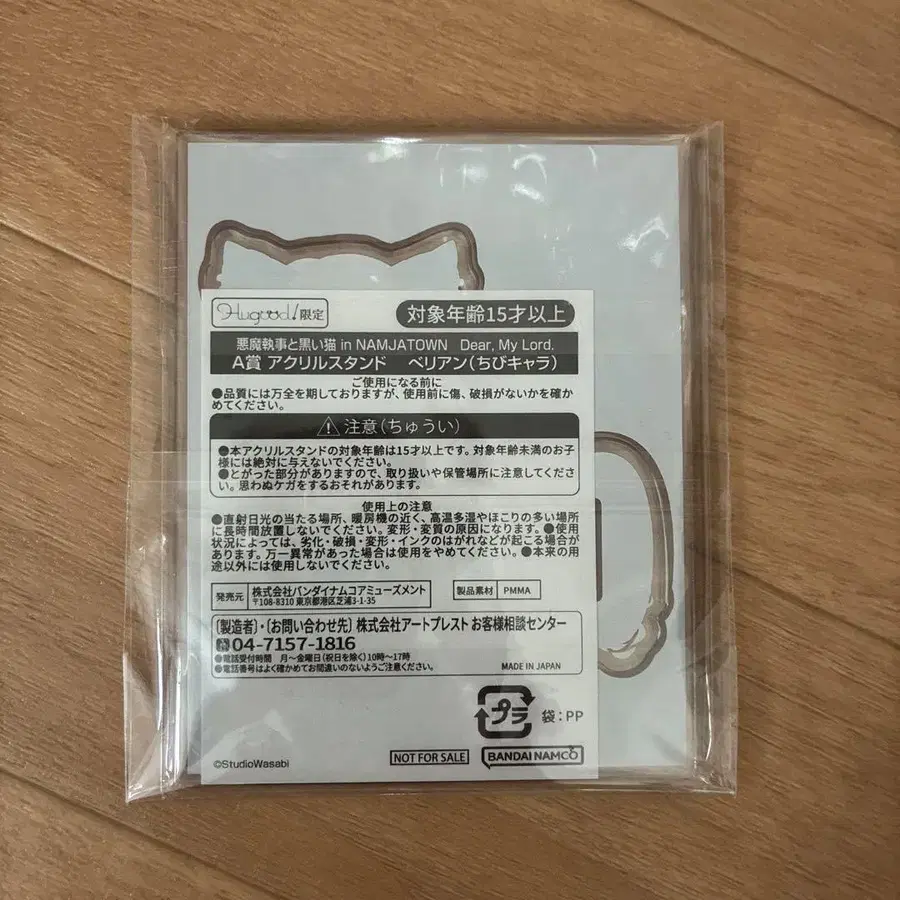 Hugood!限定
対象年齢15才以上
悪魔執事と黒い猫 in NAMJATOWN Dear, My Lord.
A賞 アクリルスタンド ベリアン(ちびキャラ)
ご使用になる前に
●品質には万全を期しておりますが、使用前に傷、破損がないかを確か
めてください。
注意(ちゅうい)
●本アクリルスタンドの対象年齢は15才以上です。対象年齢未満のお子
様には絶対に与えないでください。
●とがった部分がありますので、取り扱いや保管場所に注意してくださ
い。思わぬケガをするおそれがあります。
使用上の注意
●直射日光の当たる場所、暖房機の近く、高温多湿やほこりの多い場所
に長時間放置しないでください。変形・変質の原因になります。●使用
状況によっては、劣化・破損・変形・インクのはがれなどが起こる場合が
あります。万一異常があった場合は使用をやめてください。●本来の用
途以外には使用しないでください。
発売元 株式会社バンダイナムコアミューズメント
〒108-8310 東京都港区芝浦3-1-35
製品素材 PMMA
〔製造者〕・〔お問い合わせ先〕株式会社アートプレスト お客様相談センター
04-7157-1816
●電話受付時間 月〜金曜日(祝日を除く)10時〜17時
●電話番号はよく確かめてお間違いのないようご注意ください。
MADE IN JAPAN
プラ 袋:PP
©StudioWasabi
NOT FOR SALE
BANDAI NAMCO